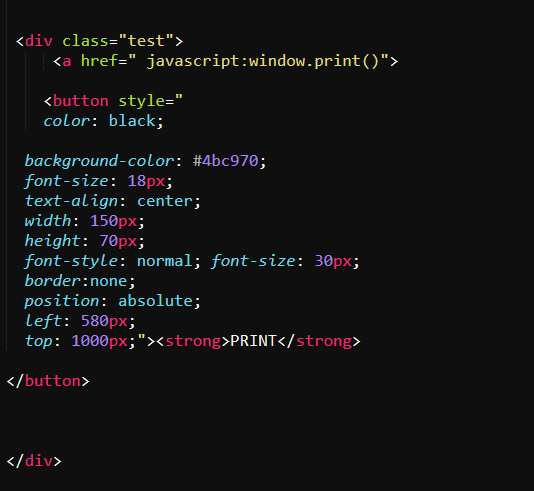 <div class="test">
<a href=" javascript:window.print()">
<button style="
color: black;
background-color: #4bc970;
font-size: 18px;
text-align: center;
width: 150px;
height: 70px;
font-style: normal; font-size: 30px;
border:none;
position: absolute;
left: 580px;
top: 1000px;"><strong>PRINT</strong>
</button>
</div>